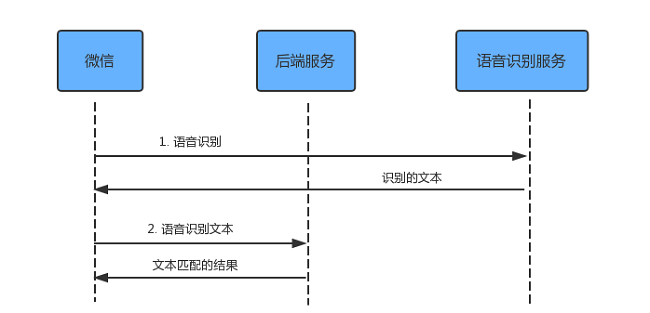 微信
后端服务
语音识别服务
1. 语音识别
识别的文本
2. 语音识别文本
文本匹配的结果